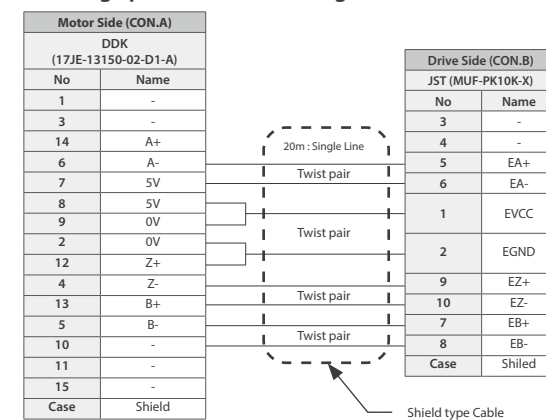 Motor Side (CON.A)
DDK
(17JE-13150-02-D1-A)
No Name
1 -
3 -
14 A+
6 A-
7 5V
8 5V
9 0V
2 0V
12 Z+
4 Z-
13 B+
5 B-
10 -
11 -
15 -
Case Shield
20m : Single Line
Twist pair
Twist pair
Twist pair
Twist pair
Shield type Cable
Drive Side (CON.B)
JST (MUF-PK10K-X)
No Name
3 -
4 -
5 EA+
6 EA-
1 EVCC
2 EGND
9 EZ+
10 EZ-
7 EB+
8 EB-
Case Shiled